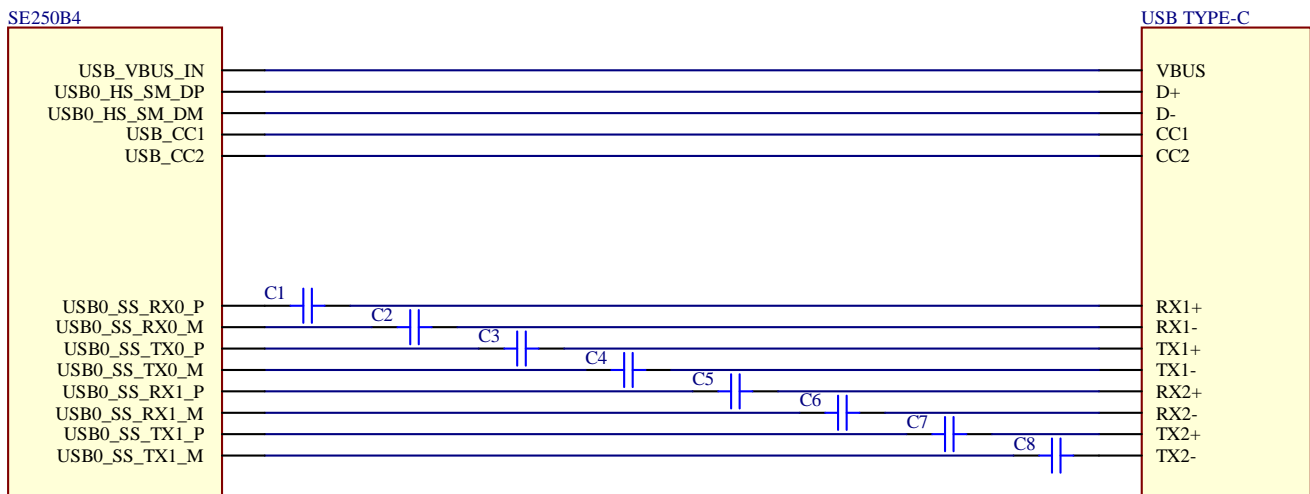 SE250B4 USB TYPE-C
USB_VBUS_IN VBUS
USB0_HS_SM_DP D+
USB0_HS_SM_DM D-
USB_CC1 CC1
USB_CC2 CC2
USB0_SS_RX0_P C1 RX1+
USB0_SS_RX0_M C2 RX1-
USB0_SS_TX0_P C3 TX1+
USB0_SS_TX0_M C4 TX1-
USB0_SS_RX1_P C5 RX2+
USB0_SS_RX1_M C6 RX2-
USB0_SS_TX1_P C7 TX2+
USB0_SS_TX1_M C8 TX2-